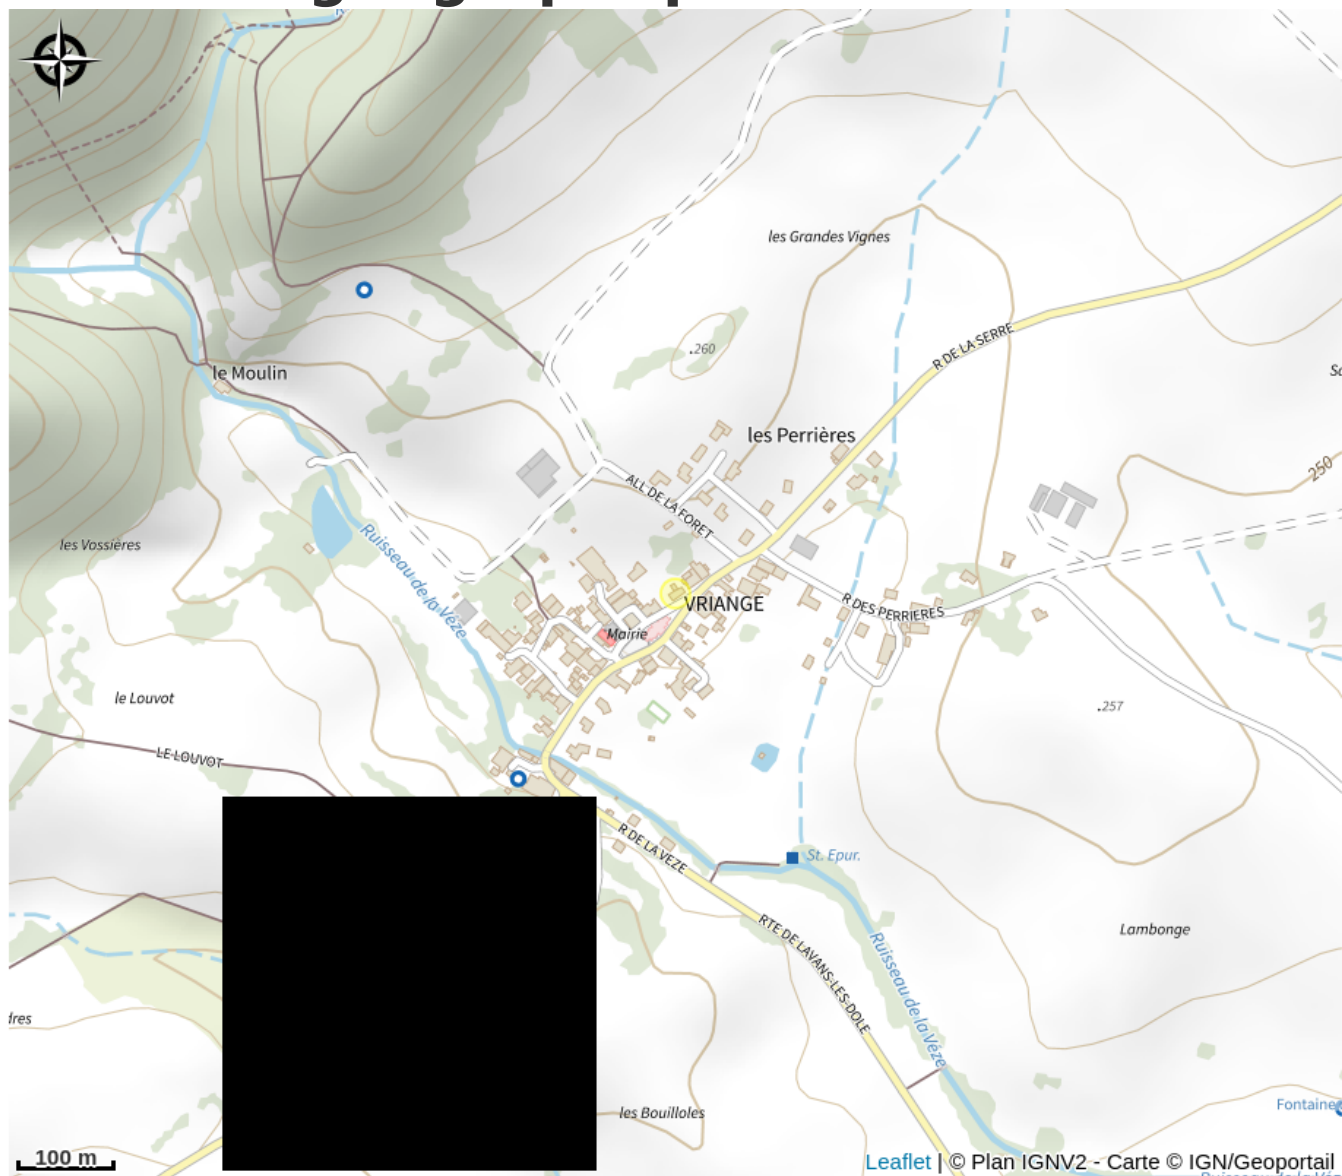 les Grandes Vignes
R DE LA SERRE
.260
le Moulin
les Perrières
250
ALL DE LA FORET
les Vossières
Ruisseau de la Vèze
VRIANGE
R DES PERRIERES
Mairie
le Louvot
.257
LE LOUVOT
R DE LA VEZE
St. Epur.
RTE DE LAVANS-LES-DOLE
Lambonge
Ruisseau de la Vèze
les Bouilloles
Fontaine
100 m
Leaflet | © Plan IGNV2 - Carte © IGN/Geoportail